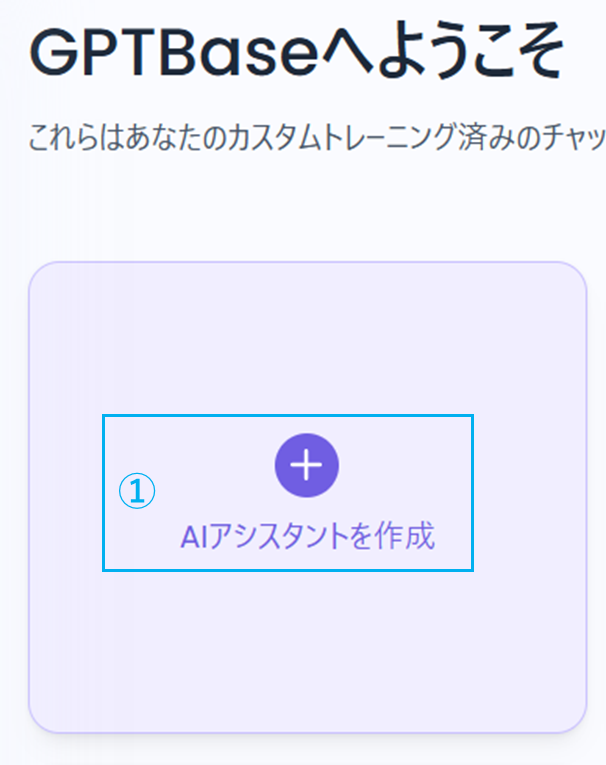 GPTBaseへようこそ
これらはあなたのカスタムトレーニング済みのチャッ
①
AIアシスタントを作成